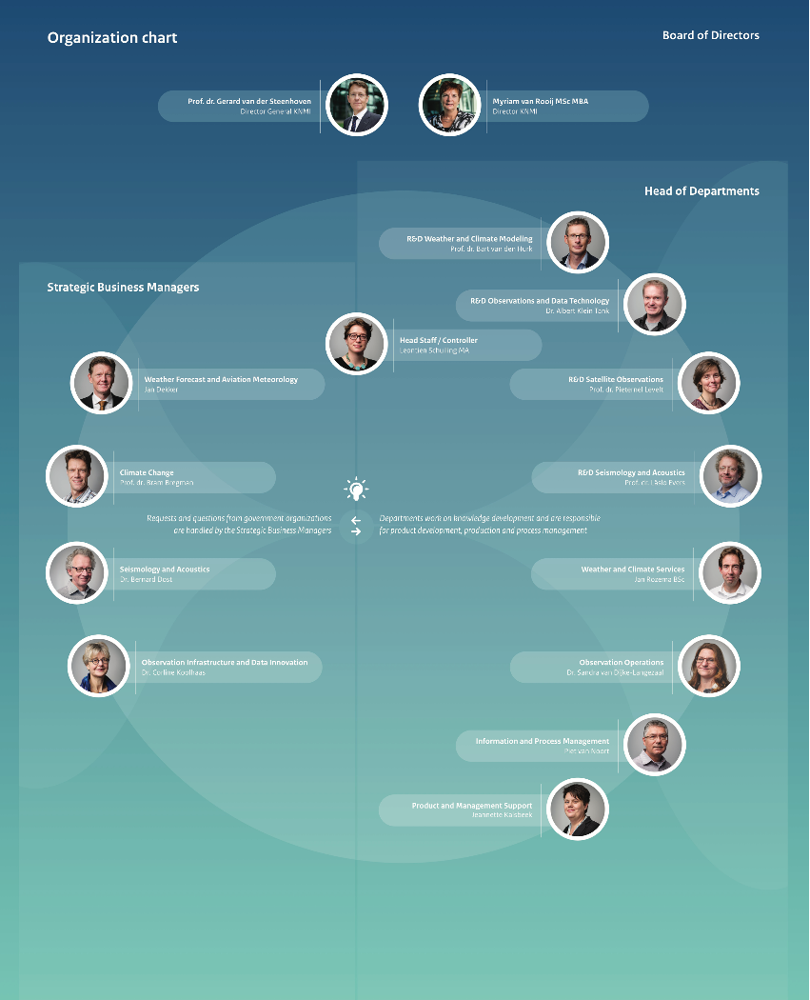 Organization chart
Board of Directors
Prof. dr. Gerard van der Steenhoven
Director General KNMI
Myriam van Rooij MSc MBA
Director KNMI
Head of Departments
R&D Weather and Climate Modeling
Prof. dr. Bart van den Hurk
R&D Observations and Data Technology
Dr. Albert Klein Tank
Strategic Business Managers
Head Staff / Controller
Leontien Schuiling MA
Weather Forecast and Aviation Meteorology
Jan Dekker
R&D Satellite Observations
Prof. dr. Pieternel Levelt
Climate Change
Prof. dr. Bram Bregman
R&D Seismology and Acoustics
Prof. dr. Läslo Evers
Requests and questions from government organizations
are handled by the Strategic Business Managers
Departments work on knowledge development and are responsible
for product development, production and process management
Seismology and Acoustics
Dr. Bernard Dost
Weather and Climate Services
Jan Rozema BSc
Observation Infrastructure and Data Innovation
Dr. Corline Koolhaas
Observation Operations
Dr. Sandra van Dijke-Langezaal
Information and Process Management
Piet van Noort
Product and Management Support
Jeannette Kalsbeek